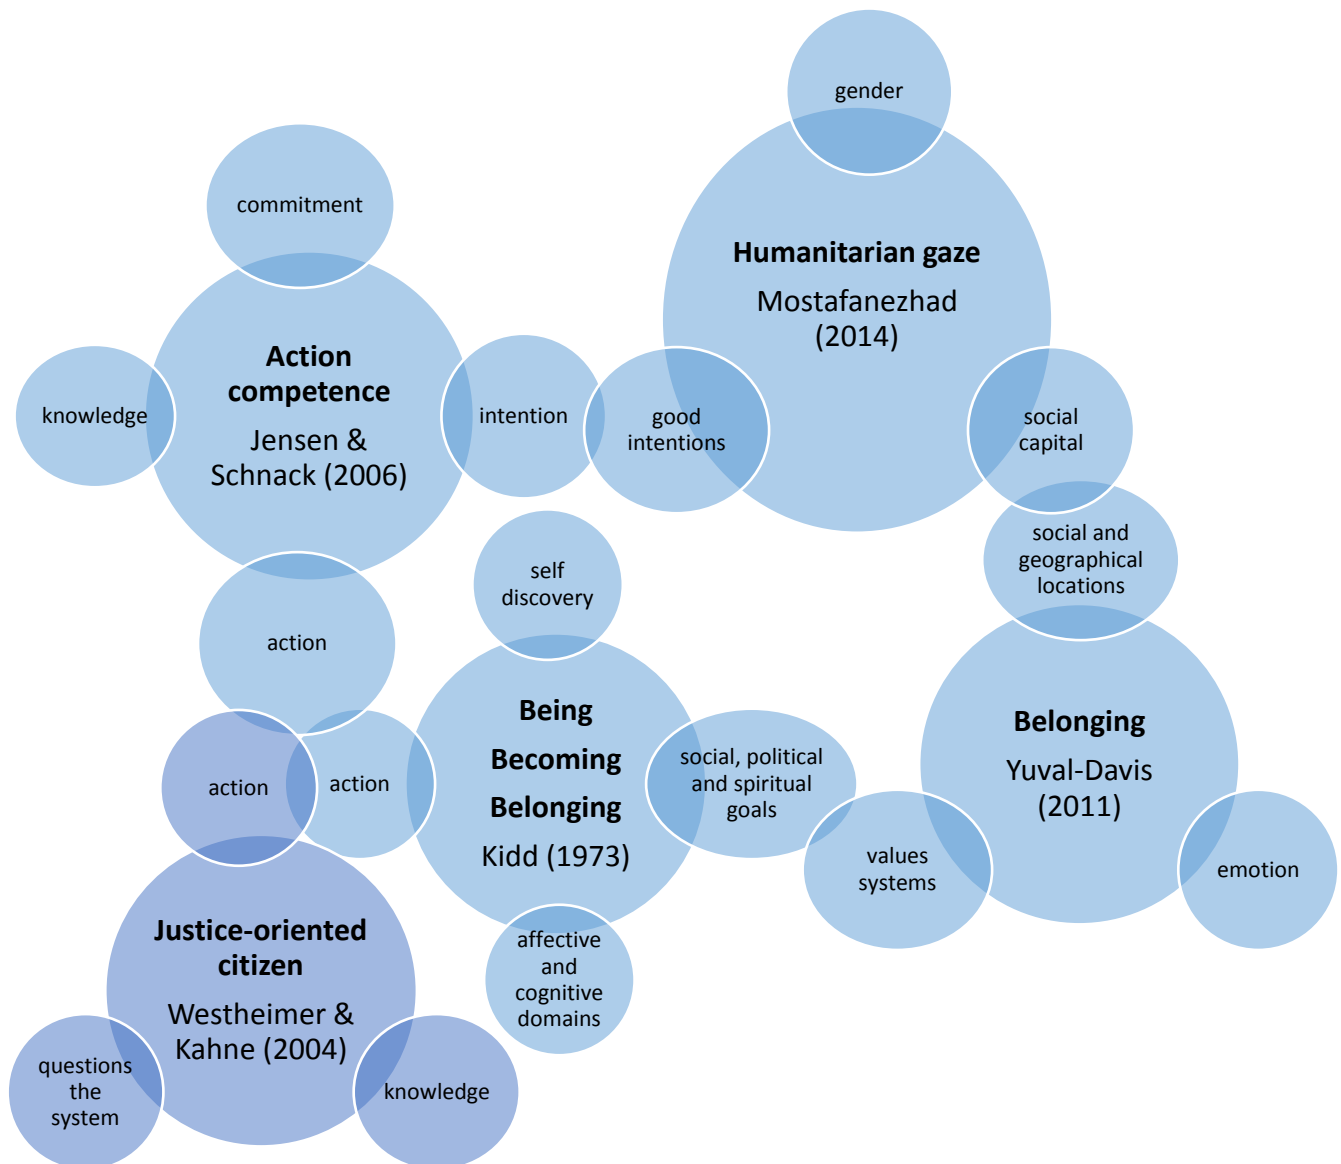 gender
commitment
Humanitarian gaze
Mostafanezhad
(2014)
Action
competence
Jensen &
Schnack (2006)
knowledge
intention
good
intentions
social
capital
social and
geographical
locations
self
discovery
action
action
action
Being
Becoming
Belonging
Kidd (1973)
social, political
and spiritual
goals
Belonging
Yuval-Davis
(2011)
values
systems
emotion
affective
and
cognitive
domains
Justice-oriented
citizen
Westheimer &
Kahne (2004)
questions
the
system
knowledge